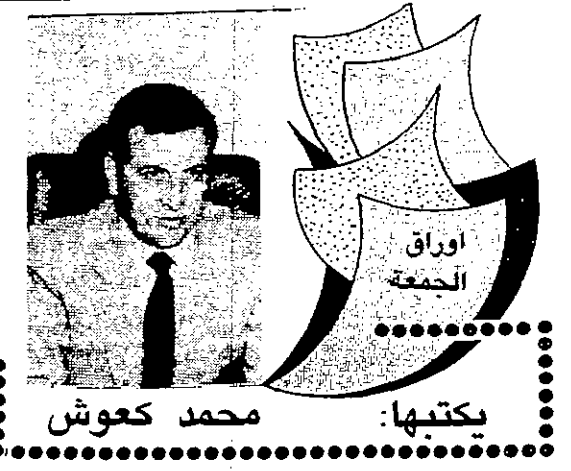 اوراق
الجمعة
يكتبها: محمد كعوش